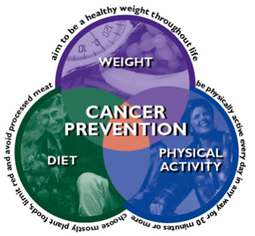 aim to be a healthy weight throughout life
WEIGHT
CANCER
PREVENTION
DIET
PHYSICAL
ACTIVITY
be physically active every day in any way for 30 minutes or more
choose mostly plant foods, limit red and avoid processed meat